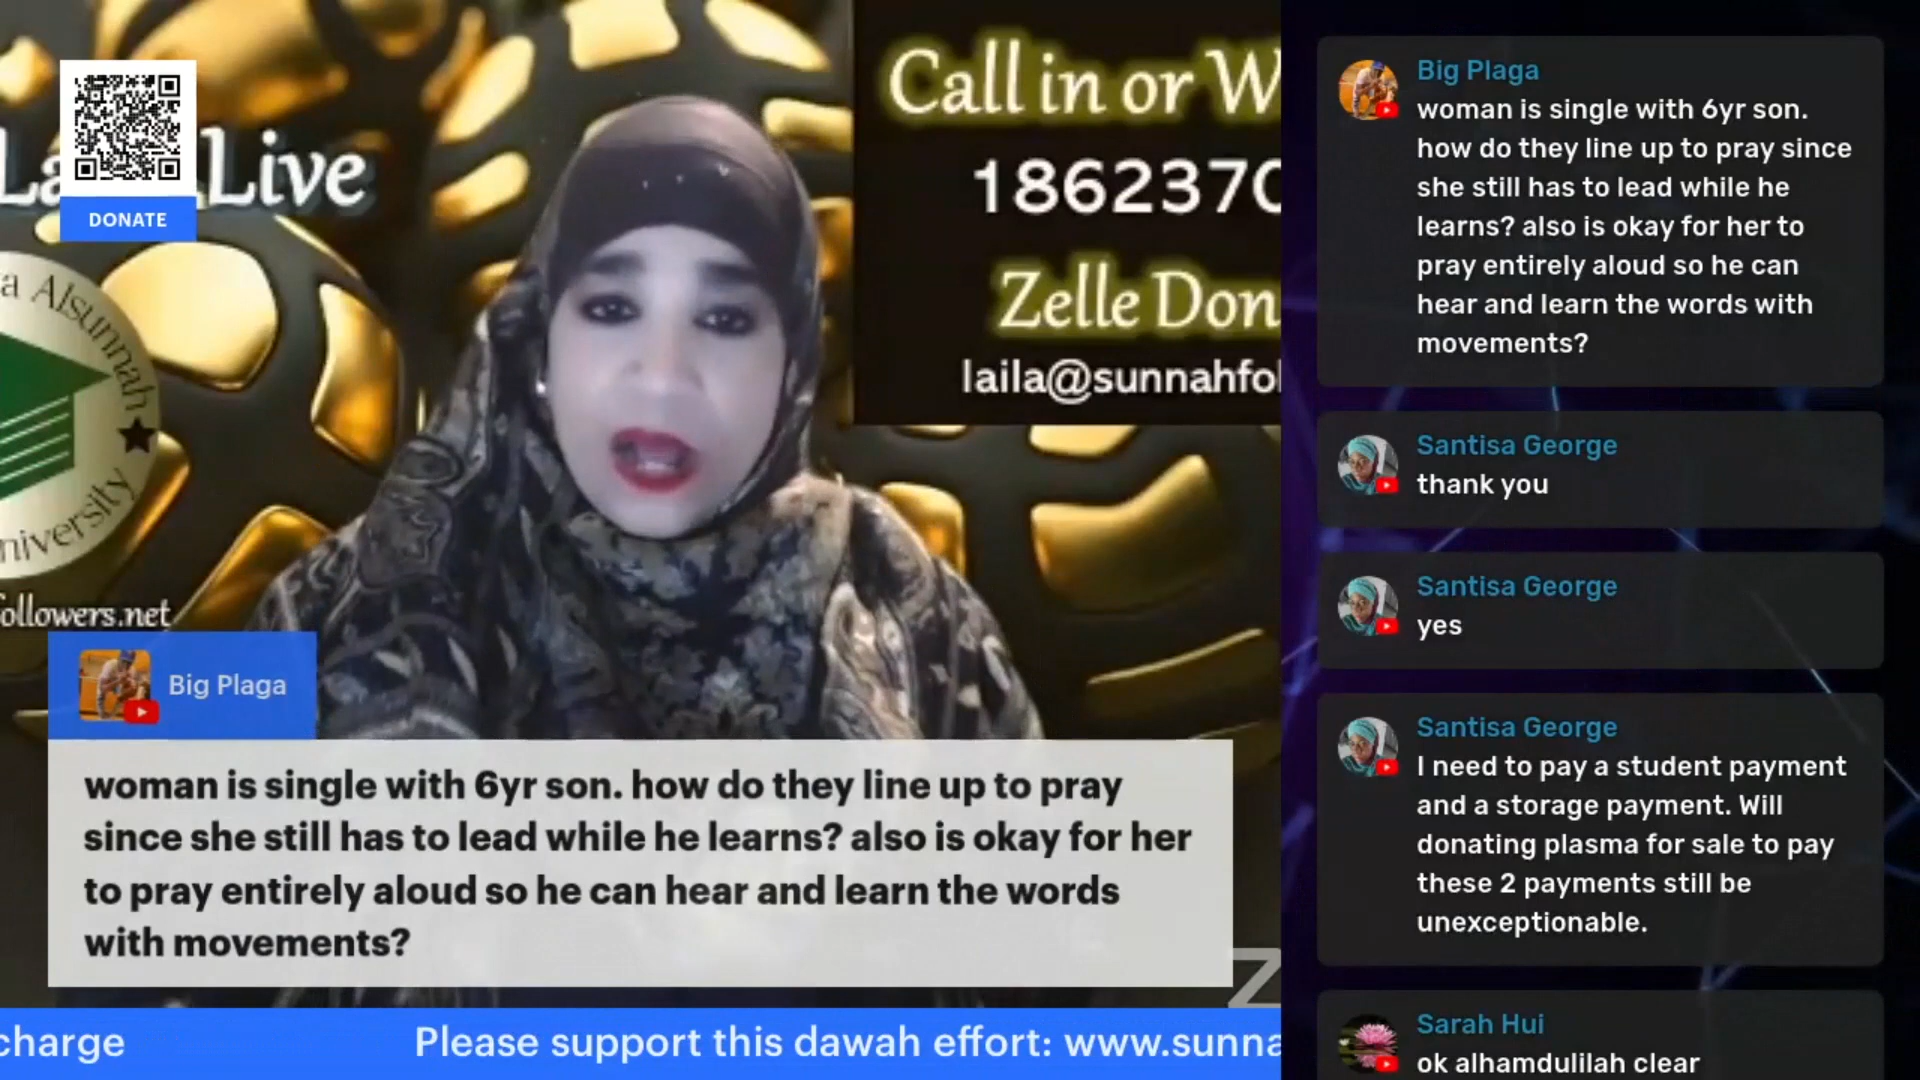 Live
DONATE
a Alsunnah
niversity
ollowers.net
Call in or W
1862370
Zelle Don
laila@sunnahfol
Big Plaga
woman is single with 6yr son. how do they line up to pray
since she still has to lead while he learns? also is okay for her
to pray entirely aloud so he can hear and learn the words
with movements?
Z
charge
Please support this dawah effort: www.sunna
Big Plaga
woman is single with 6yr son.
how do they line up to pray since
she still has to lead while he
learns? also is okay for her to
pray entirely aloud so he can
hear and learn the words with
movements?
Santisa George
thank you
Santisa George
yes
Santisa George
I need to pay a student payment
and a storage payment. Will
donating plasma for sale to pay
these 2 payments still be
unexceptionable.
Sarah Hui
ok alhamdulilah clear